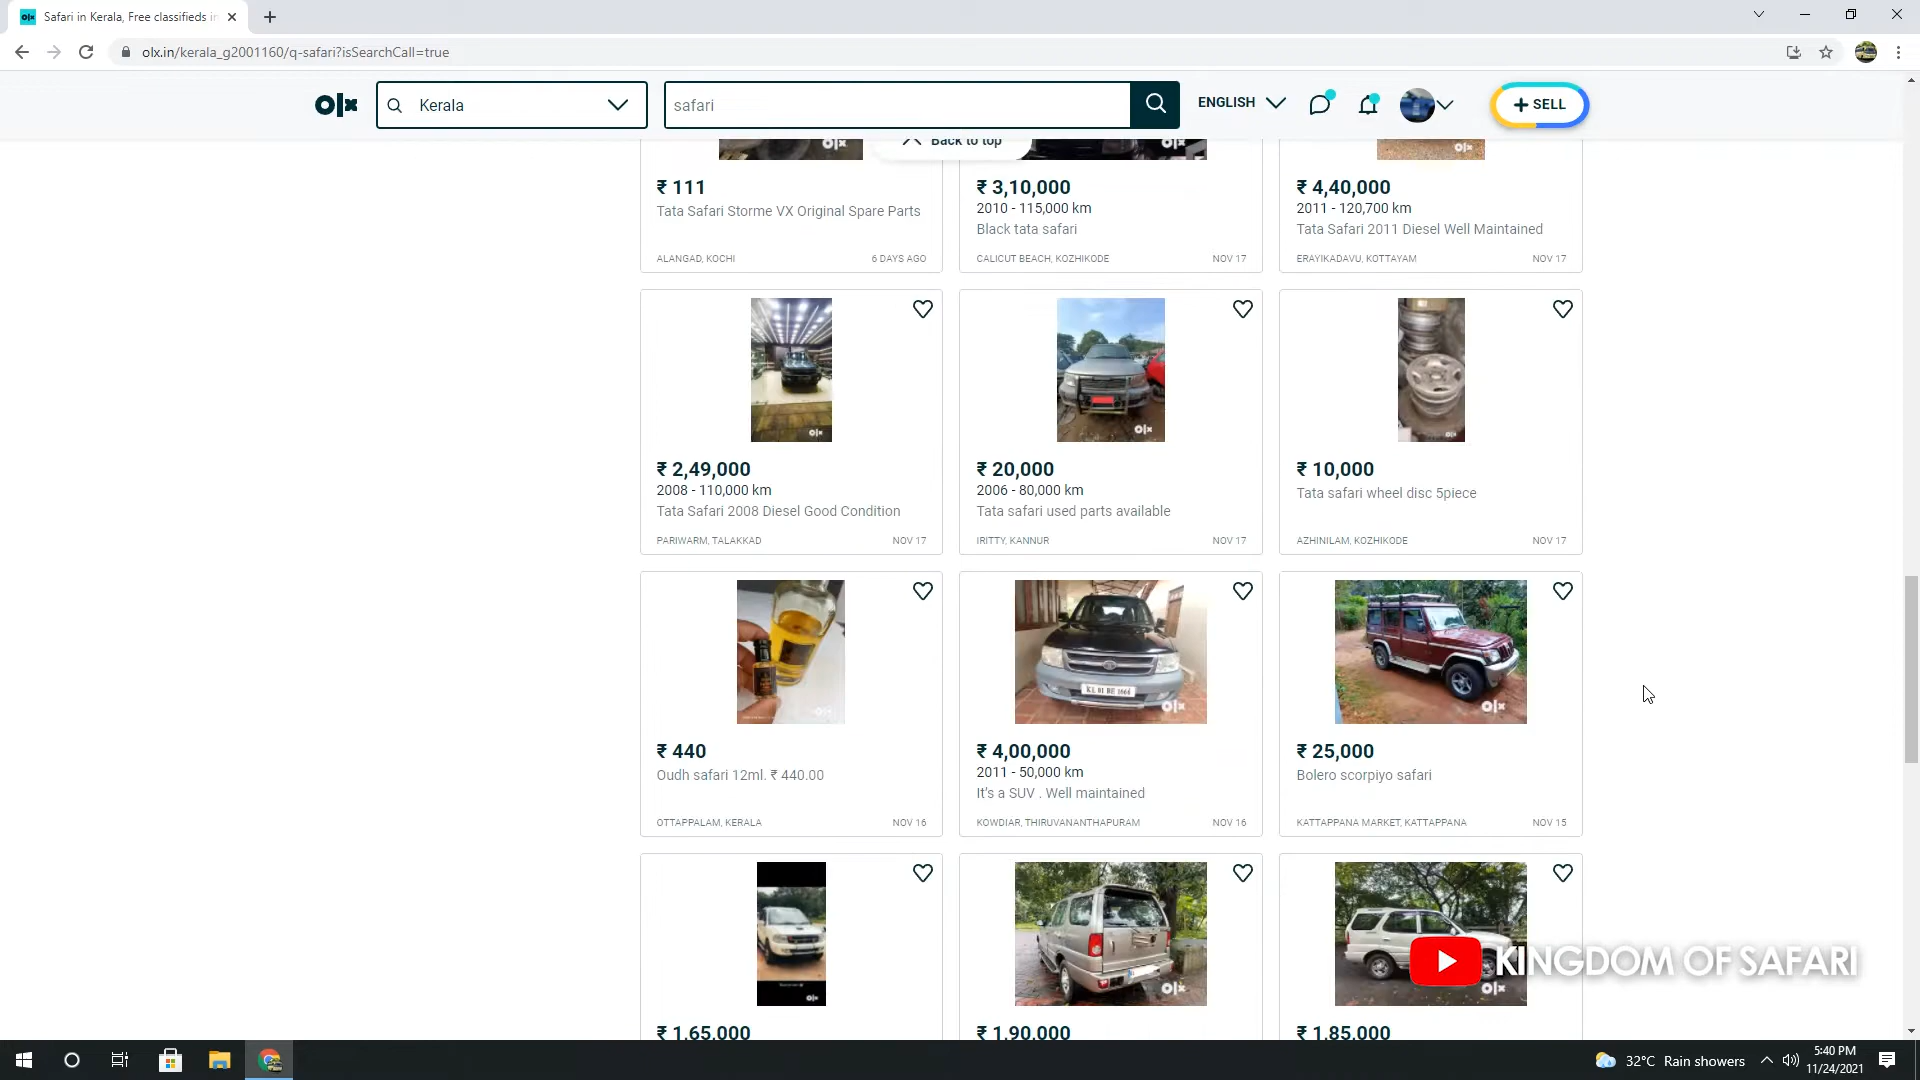 Safari in Kerala, Free classifieds in
olx.in/kerala_g2001160/q-safari?isSearchCall=true
olx
Kerala
safari
ENGLISH
SELL
Back to top
₹ 111
Tata Safari Storme VX Original Spare Parts
ALANGAD, KOCHI
6 DAYS AGO
₹ 3,10,000
2010 - 115,000 km
Black tata safari
CALICUT BEACH, KOZHIKODE
NOV 17
₹ 4,40,000
2011 - 120,700 km
Tata Safari 2011 Diesel Well Maintained
ERAYIKADAVU, KOTTAYAM
NOV 17
₹ 2,49,000
2008 - 110,000 km
Tata Safari 2008 Diesel Good Condition
PARIWARM, TALAKKAD
NOV 17
₹ 20,000
2006 - 80,000 km
Tata safari used parts available
IRITTY, KANNUR
NOV 17
₹ 10,000
Tata safari wheel disc 5piece
AZHINILAM, KOZHIKODE
NOV 17
₹ 440
Oudh safari 12ml. ₹ 440.00
OTTAPPALAM, KERALA
NOV 16
₹ 4,00,000
2011 - 50,000 km
It's a SUV . Well maintained
KOWDIAR, THIRUVANANTHAPURAM
NOV 16
₹ 25,000
Bolero scorpiyo safari
KATTAPPANA MARKET, KATTAPPANA
NOV 15
₹ 1,65,000
₹ 1,90,000
₹ 1,85,000
KINGDOM OF SAFARI
32°C Rain showers
5:40 PM
11/24/2021